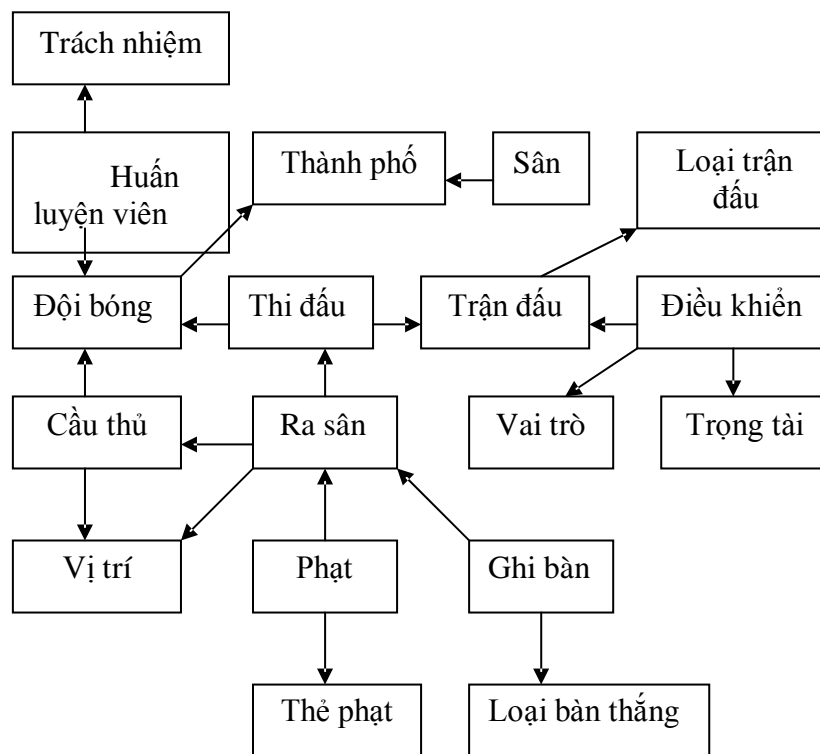 Trách nhiệm
Huấn
luyện viên
Thành phố
Sân
Loại trận
đấu
Đội bóng
Thi đấu
Trận đấu
Điều khiển
Cầu thủ
Ra sân
Vai trò
Trọng tài
Vị trí
Phạt
Ghi bàn
Thẻ phạt
Loại bàn thắng